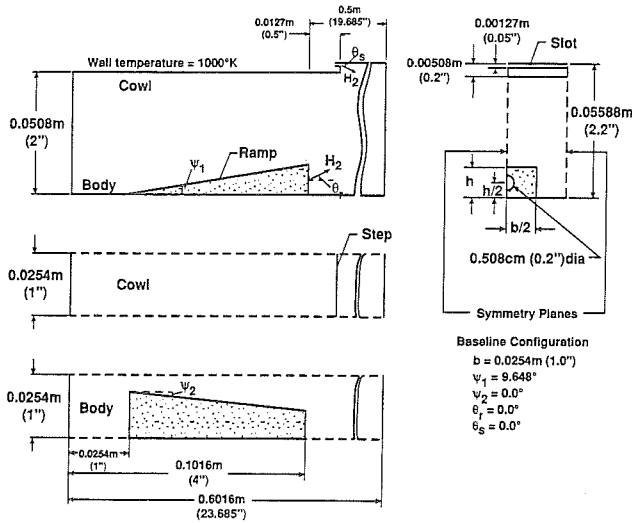 0.0127m
(0.5")
0.5m
(19.685")
Wall temperature = 1000°K
θs
H2
Cowl
0.0508m
(2")
Ramp
Ψ1
H2
θr
Body
0.00127m
(0.05")
Slot
0.00508m
(0.2")
0.05588m
(2.2")
h
h/2
b/2
0.508cm (0.2")dia
Symmetry Planes
Step
0.0254m
(1")
Cowl
Baseline Configuration
b = 0.0254m (1.0")
Ψ1 = 9.648°
Ψ2 = 0.0°
θr = 0.0°
θs = 0.0°
Ψ2
0.0254m
(1")
Body
0.0254m
(1")
0.1016m
(4")
0.6016m
(23.685")